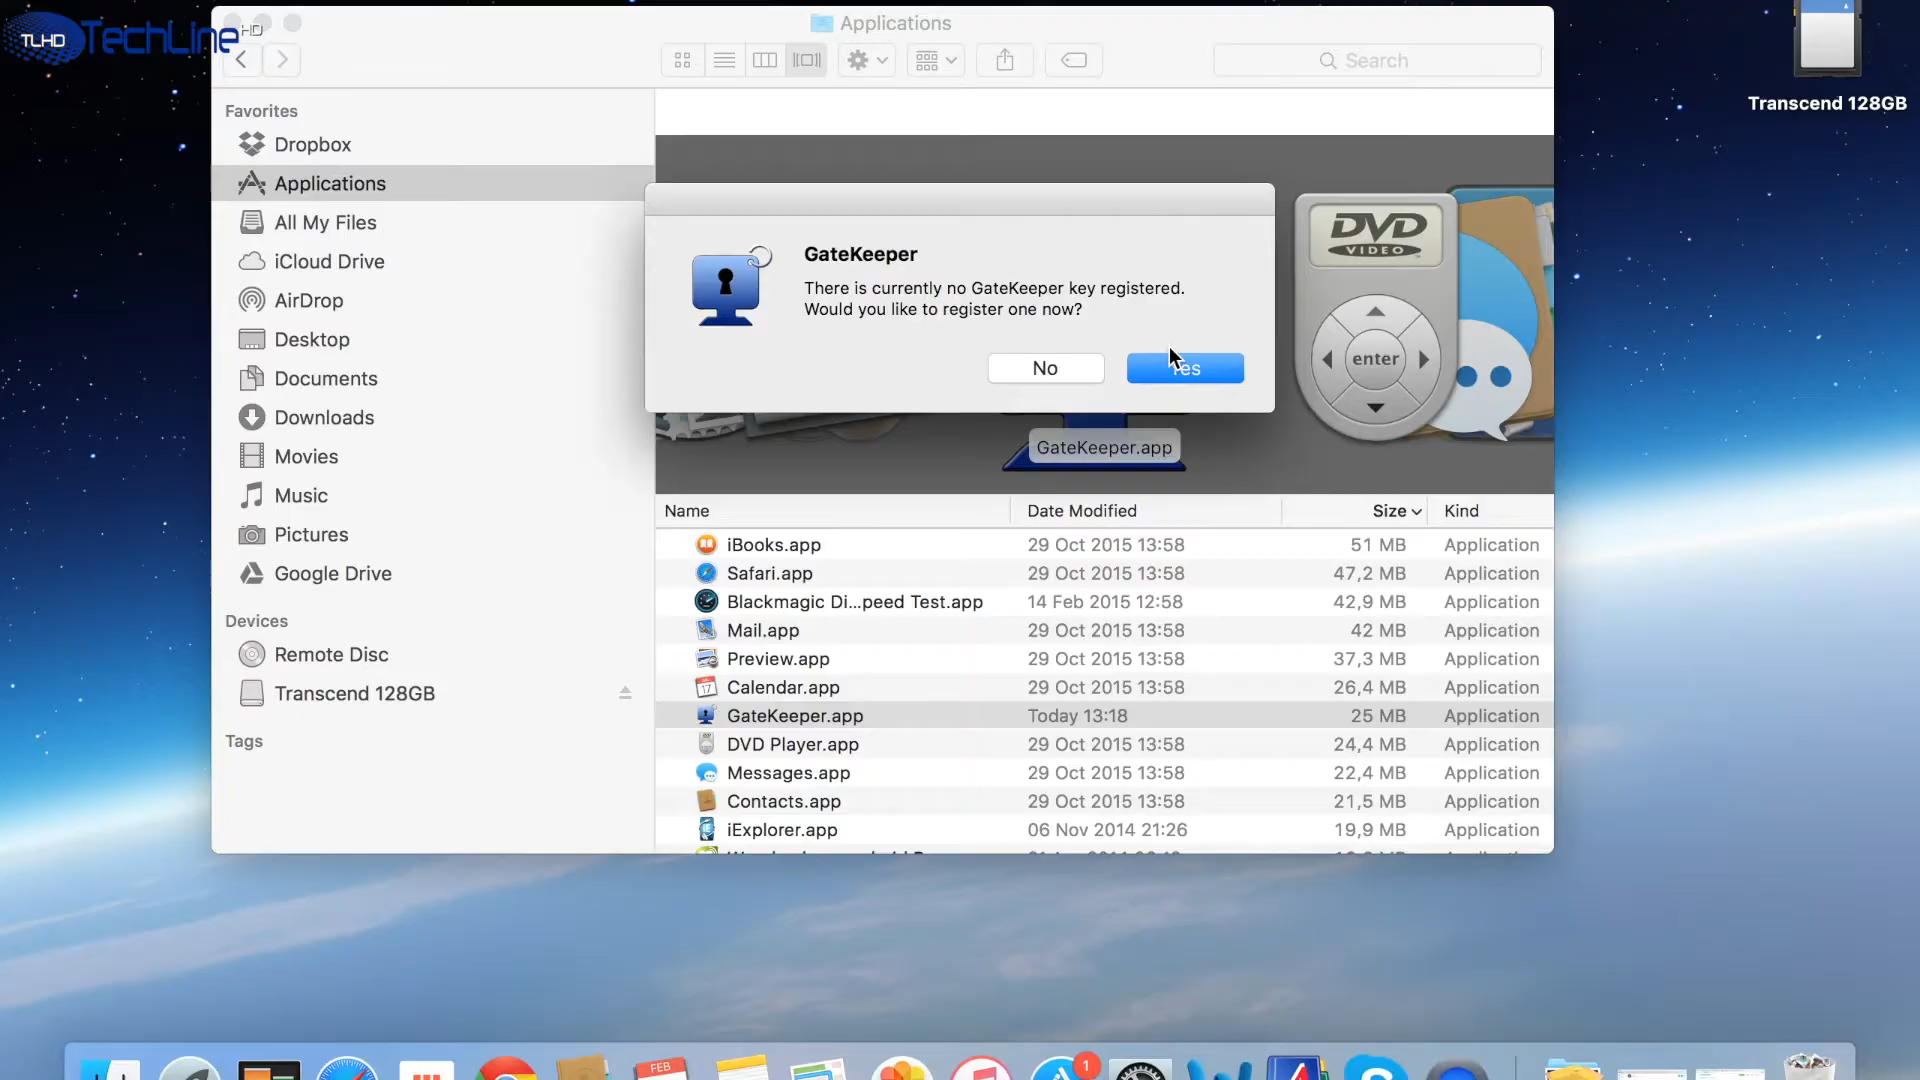 TLHD TechLineHD
Applications
Search
Transcend 128GB
Favorites
Dropbox
Applications
All My Files
iCloud Drive
AirDrop
Desktop
Documents
Downloads
Movies
Music
Pictures
Google Drive
Devices
Remote Disc
Transcend 128GB
Tags
GateKeeper
There is currently no GateKeeper key registered.
Would you like to register one now?
No
Yes
DVD
VIDEO
enter
GateKeeper.app
Name Date Modified Size Kind
iBooks.app 29 Oct 2015 13:58 51 MB Application
Safari.app 29 Oct 2015 13:58 47,2 MB Application
Blackmagic Di...peed Test.app 14 Feb 2015 12:58 42,9 MB Application
Mail.app 29 Oct 2015 13:58 42 MB Application
Preview.app 29 Oct 2015 13:58 37,3 MB Application
Calendar.app 29 Oct 2015 13:58 26,4 MB Application
GateKeeper.app Today 13:18 25 MB Application
DVD Player.app 29 Oct 2015 13:58 24,4 MB Application
Messages.app 29 Oct 2015 13:58 22,4 MB Application
Contacts.app 29 Oct 2015 13:58 21,5 MB Application
iExplorer.app 06 Nov 2014 21:26 19,9 MB Application
FEB
1